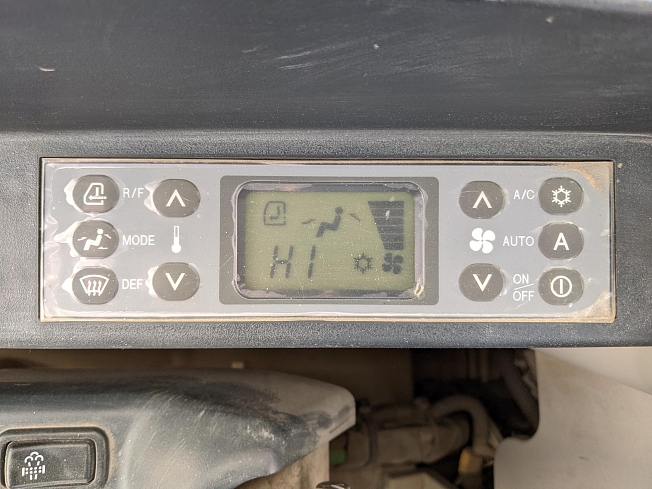 R/F
A/C
MODE
AUTO
A
HI
DEF
ON
OFF